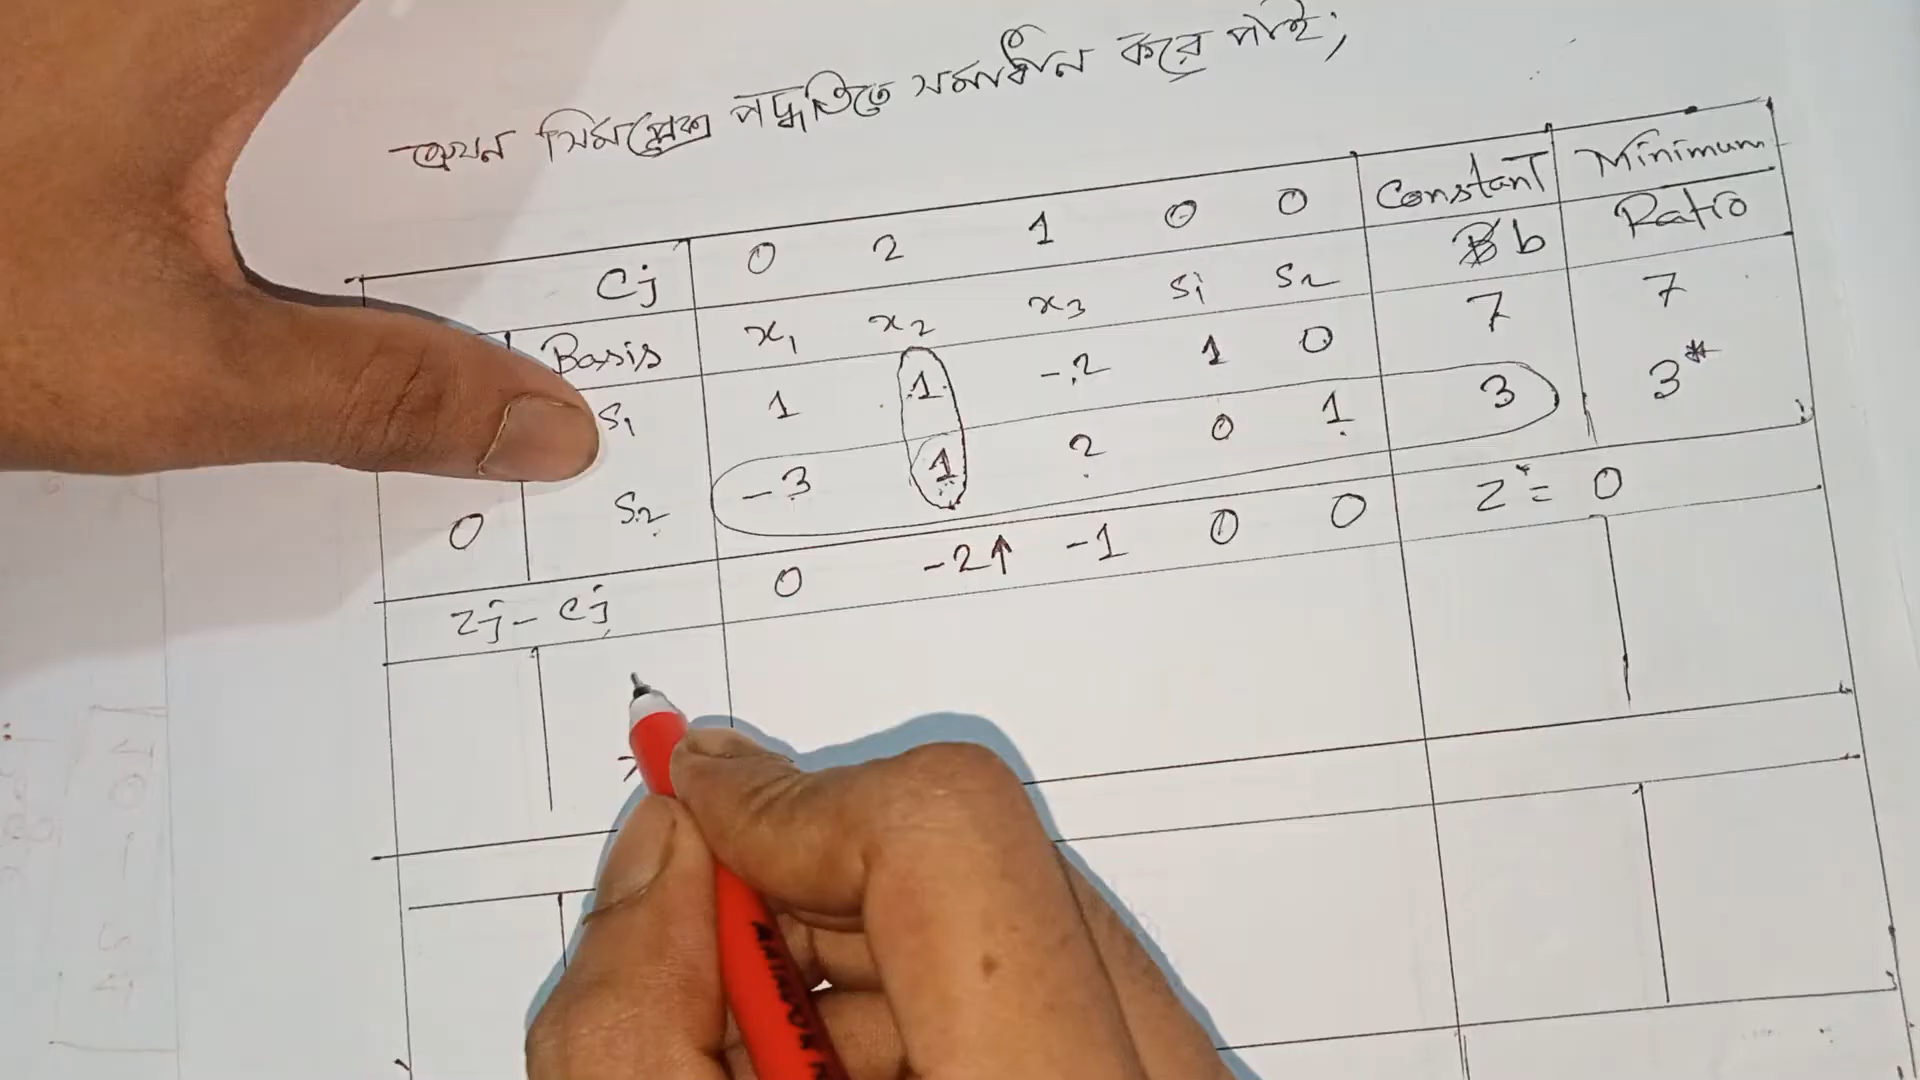 এখন সিমপ্লেক্স পদ্ধতিতে সমাধান করে পাই;
Cj 0 2 1 0 0 Constant b Minimum Ratio
Basis x₁ x₂ x₃ S₁ S₂
S₁ 1 1 -2 1 0 7 7
0 S₂ -3 1 2 0 1 3 3*
Zj - Cj 0 -2↑ -1 0 0 Z* = 0